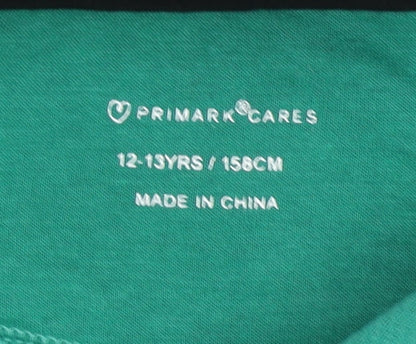 PRIMARK® CARES
12-13YRS / 158CM
MADE IN CHINA